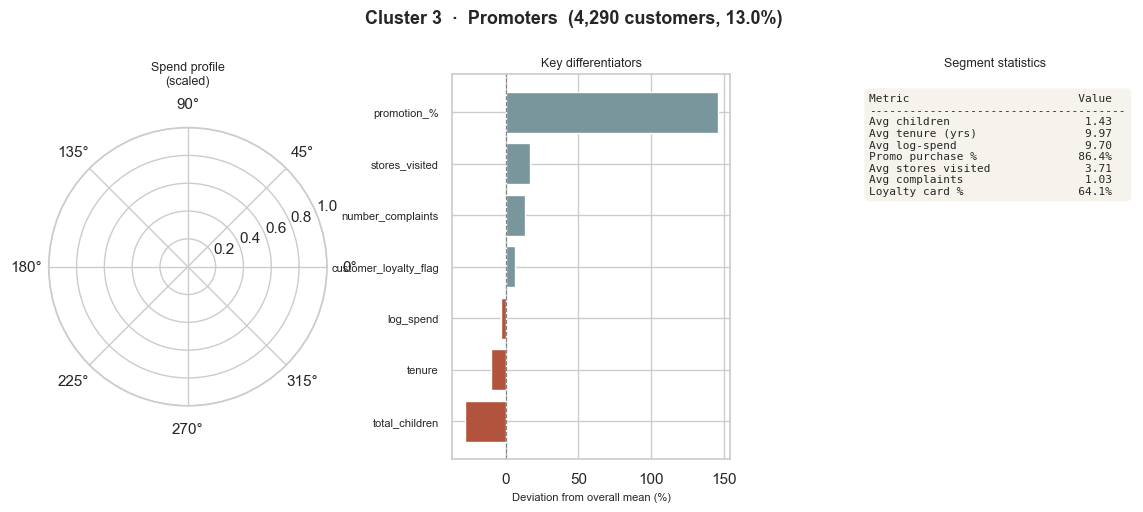 Cluster 3 · Promoters (4,290 customers, 13.0%)
Spend profile
(scaled)
90°
135°
45°
1.0
0.8
0.6
0.4
0.2
180°
0°
225°
315°
270°
Key differentiators
promotion_%
stores_visited
number_complaints
customer_loyalty_flag
log_spend
tenure
total_children
0 50 100 150
Deviation from overall mean (%)
Segment statistics
Metric Value
--------------------------------------
Avg children 1.43
Avg tenure (yrs) 9.97
Avg log-spend 9.70
Promo purchase % 86.4%
Avg stores visited 3.71
Avg complaints 1.03
Loyalty card % 64.1%